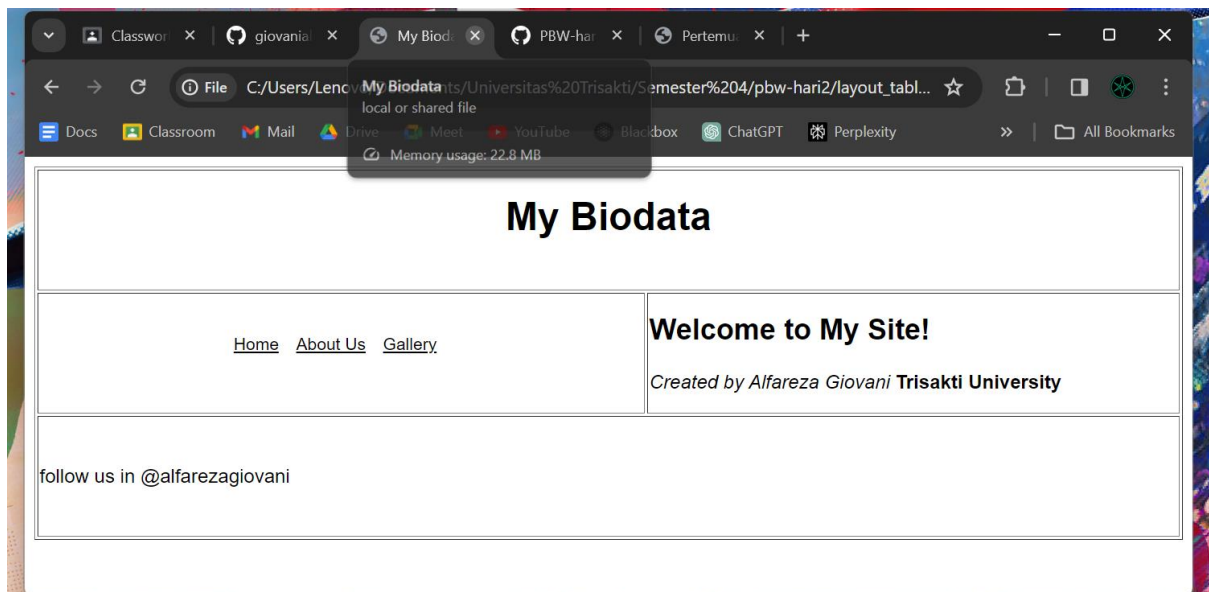 Classwor
giovanial
My Biod
PBW-har
Pertemu
File C:/Users/Lenovo/Documents/Universitas%20Trisakti/Semester%204/pbw-hari2/layout_tabl...
My Biodata
local or shared file
Memory usage: 22.8 MB
Docs Classroom Mail Drive Meet YouTube Blackbox ChatGPT Perplexity » All Bookmarks
My Biodata
Home About Us Gallery
Welcome to My Site!
Created by Alfareza Giovani Trisakti University
follow us in @alfarezagiovani